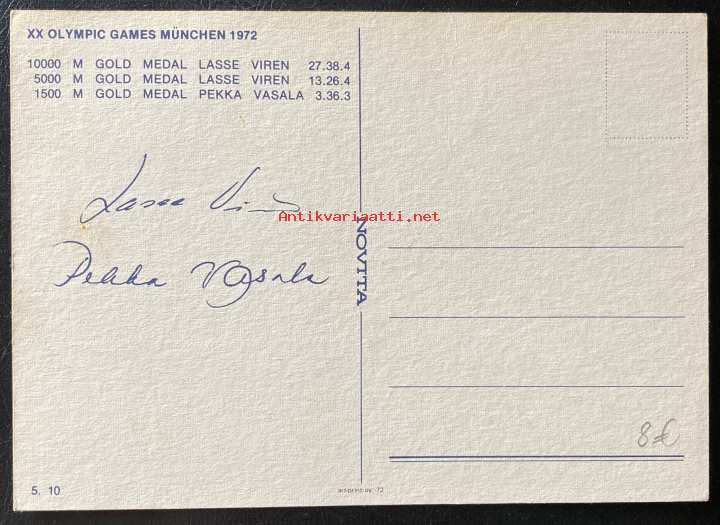 XX OLYMPIC GAMES MÜNCHEN 1972
10000 M GOLD MEDAL LASSE VIREN 27.38.4
5000 M GOLD MEDAL LASSE VIREN 13.26.4
1500 M GOLD MEDAL PEKKA VASALA 3.36.3
Lasse Viren
Antikvariaatti.net
Pekka Vasala
NOVITA
8€
5. 10
72